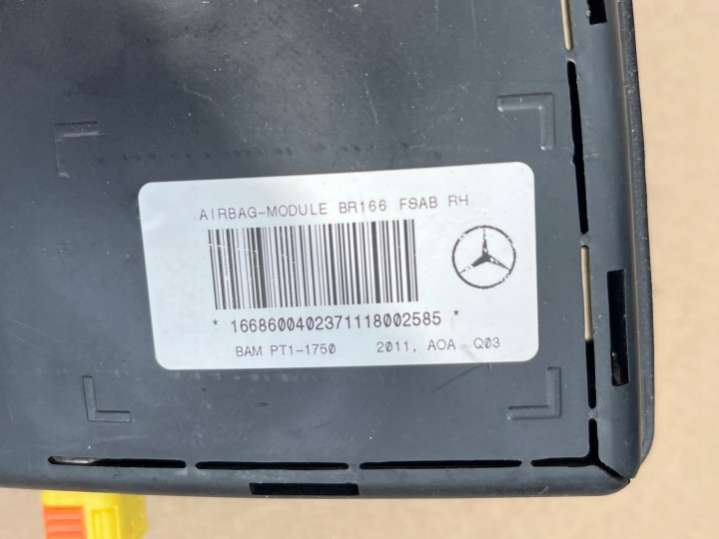 AIRBAG-MODULE BR166 FSAB RH
* 1668600402371118002585 *
BAM PT1-1750 2011, AOA Q03